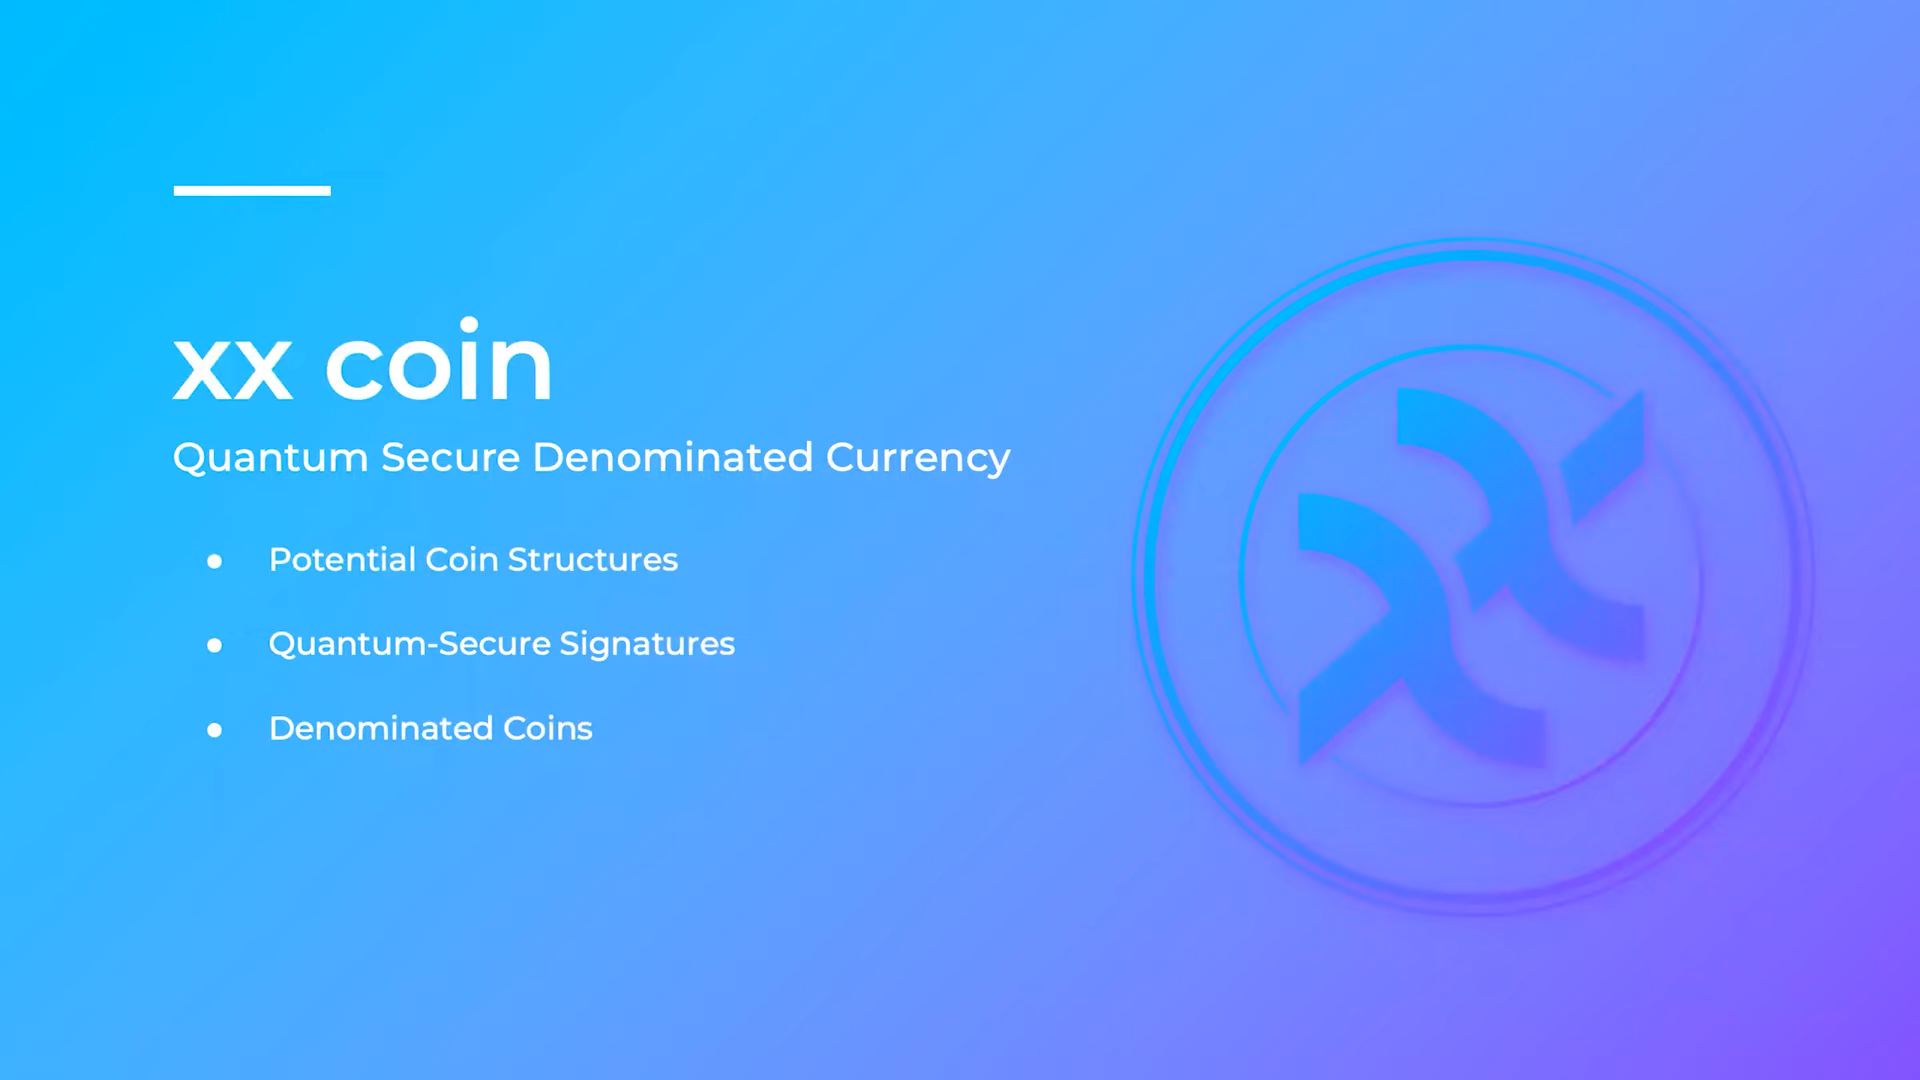 xx coin
Quantum Secure Denominated Currency
● Potential Coin Structures
● Quantum-Secure Signatures
● Denominated Coins